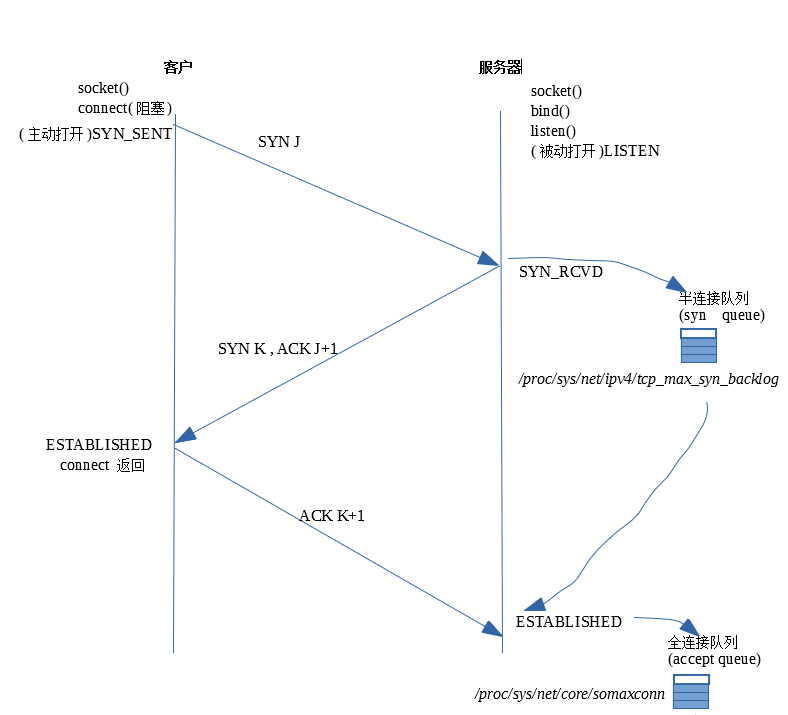 客户
服务器
socket()
connect( 阻塞 )
( 主动打开 )SYN_SENT
socket()
bind()
listen()
( 被动打开 )LISTEN
SYN J
SYN_RCVD
半连接队列
(syn queue)
/proc/sys/net/ipv4/tcp_max_syn_backlog
SYN K , ACK J+1
ESTABLISHED
connect 返回
ACK K+1
ESTABLISHED
全连接队列
(accept queue)
/proc/sys/net/core/somaxconn